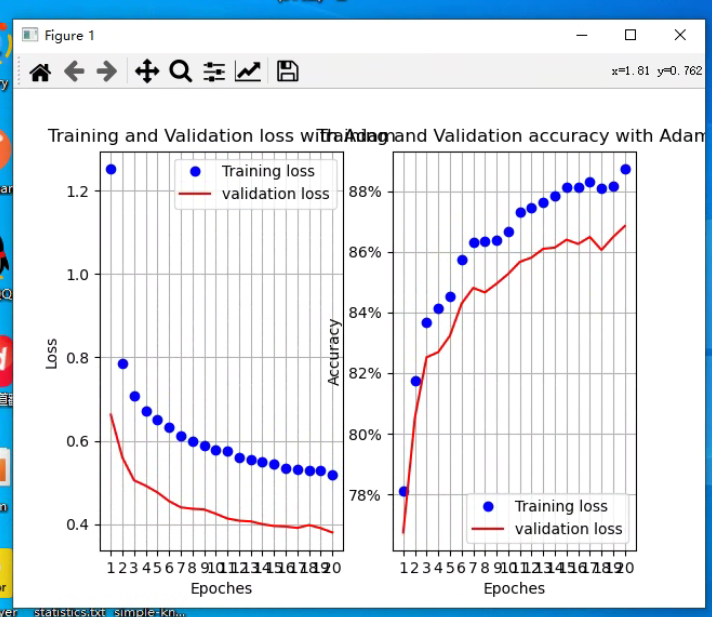 Figure 1
x=1.81 y=0.762
Training and Validation loss with Adam
Training and Validation accuracy with Adam
Training loss
validation loss
1.2
1.0
0.8
0.6
0.4
Loss
1 2 3 4 5 6 7 8 9 10 11 12 13 14 15 16 17 18 19 20
Epoches
88%
86%
84%
82%
80%
78%
Accuracy
Training loss
validation loss
1 2 3 4 5 6 7 8 9 10 11 12 13 14 15 16 17 18 19 20
Epoches
statistics.txt simple-kn...